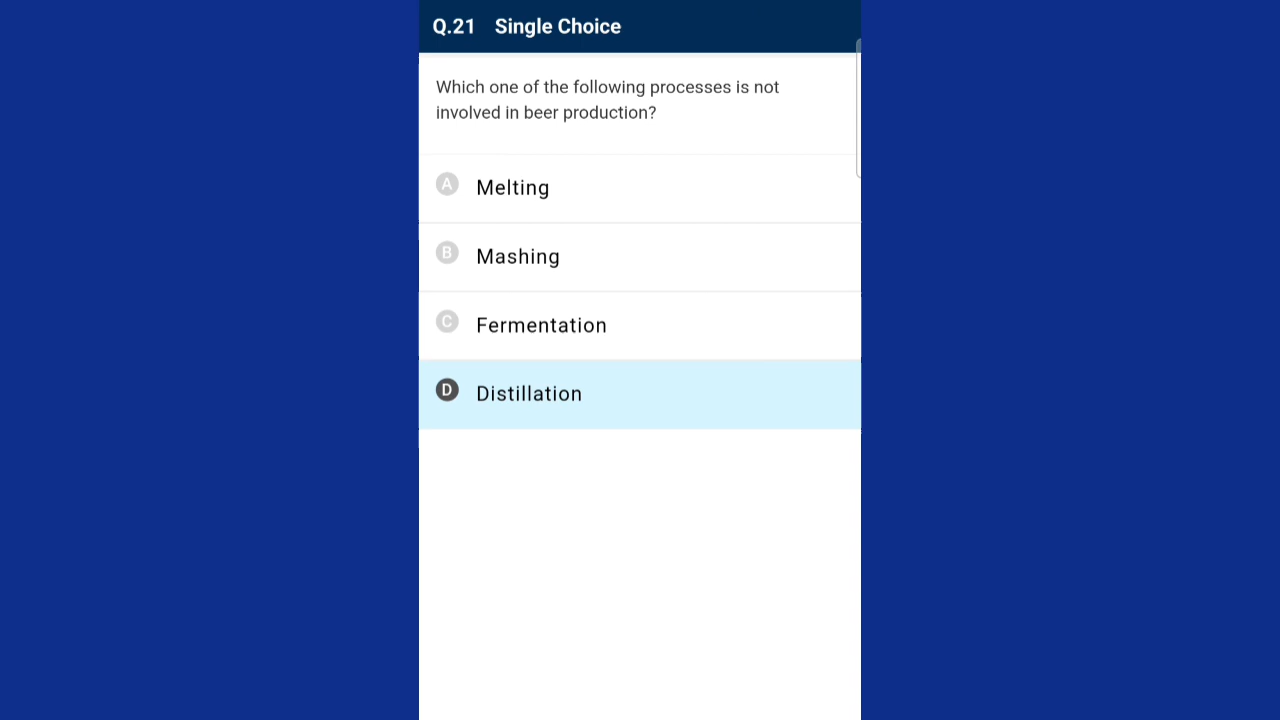 Q.21 Single Choice
Which one of the following processes is not
involved in beer production?
A Melting
B Mashing
C Fermentation
D Distillation